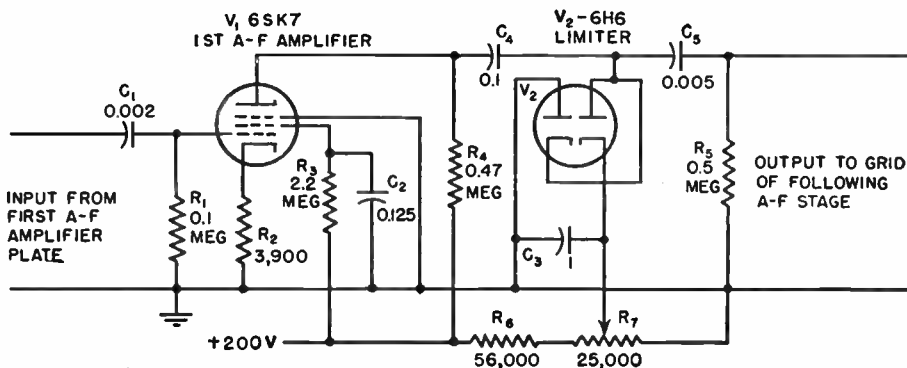 V₁ 6SK7
1ST A-F AMPLIFIER
V₂-6H6
LIMITER
C₄
0.1
C₅
0.005
C₁
0.002
V₂
R₃
2.2
MEG
C₂
0.125
R₄
0.47
MEG
R₅
0.5
MEG
OUTPUT TO GRID
OF FOLLOWING
A-F STAGE
INPUT FROM
FIRST A-F
AMPLIFIER
PLATE
R₁
0.1
MEG
R₂
3,900
C₃
1
+200V
R₆
56,000
R₇
25,000